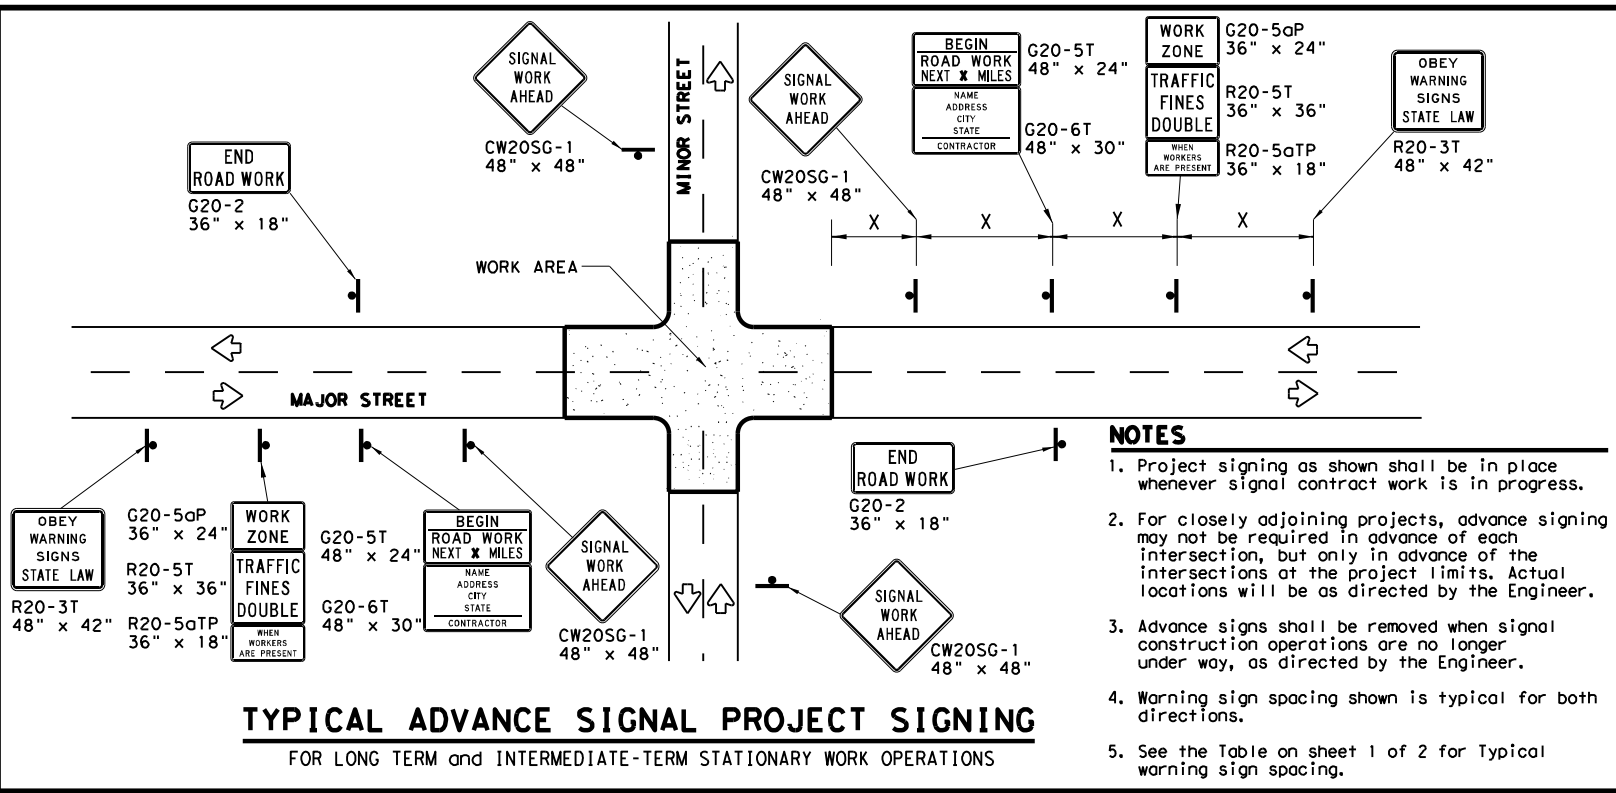 SIGNAL
WORK
AHEAD
CW20SG-1
48" x 48"
END
ROAD WORK
G20-2
36" x 18"
MINOR STREET
SIGNAL
WORK
AHEAD
CW20SG-1
48" x 48"
BEGIN
ROAD WORK
NEXT X MILES
NAME
ADDRESS
CITY
STATE
CONTRACTOR
G20-5T
48" x 24"
G20-6T
48" x 30"
WORK
ZONE
TRAFFIC
FINES
DOUBLE
WHEN
WORKERS
ARE PRESENT
G20-5aP
36" x 24"
R20-5T
36" x 36"
R20-5aTP
36" x 18"
OBEY
WARNING
SIGNS
STATE LAW
R20-3T
48" x 42"
X
X
X
X
WORK AREA
MAJOR STREET
OBEY
WARNING
SIGNS
STATE LAW
R20-3T
48" x 42"
G20-5aP
36" x 24"
R20-5T
36" x 36"
R20-5aTP
36" x 18"
WORK
ZONE
TRAFFIC
FINES
DOUBLE
WHEN
WORKERS
ARE PRESENT
G20-5T
48" x 24"
G20-6T
48" x 30"
BEGIN
ROAD WORK
NEXT X MILES
NAME
ADDRESS
CITY
STATE
CONTRACTOR
SIGNAL
WORK
AHEAD
CW20SG-1
48" x 48"
END
ROAD WORK
G20-2
36" x 18"
SIGNAL
WORK
AHEAD
CW20SG-1
48" x 48"
TYPICAL ADVANCE SIGNAL PROJECT SIGNING
FOR LONG TERM and INTERMEDIATE-TERM STATIONARY WORK OPERATIONS
NOTES
1. Project signing as shown shall be in place
whenever signal contract work is in progress.
2. For closely adjoining projects, advance signing
may not be required in advance of each
intersection, but only in advance of the
intersections at the project limits. Actual
locations will be as directed by the Engineer.
3. Advance signs shall be removed when signal
construction operations are no longer
under way, as directed by the Engineer.
4. Warning sign spacing shown is typical for both
directions.
5. See the Table on sheet 1 of 2 for Typical
warning sign spacing.